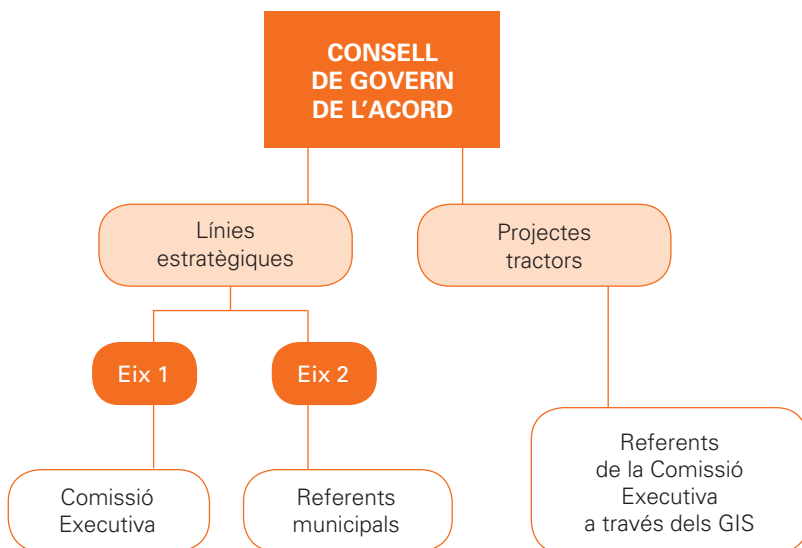 CONSELL
DE GOVERN
DE L'ACORD
Línies
estratègiques
Projectes
tractors
Eix 1
Eix 2
Comissió
Executiva
Referents
municipals
Referents
de la Comissió
Executiva
a través dels GIS